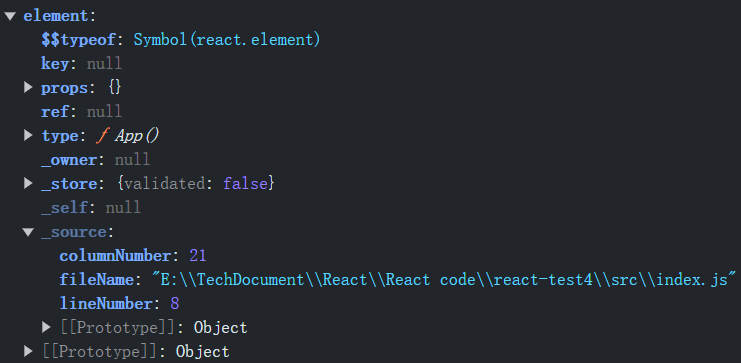 ▼ element:
$$typeof: Symbol(react.element)
key: null
▶ props: {}
ref: null
▶ type: ƒ App()
_owner: null
▶ _store: {validated: false}
_self: null
▼ _source:
columnNumber: 21
fileName: "E:\\TechDocument\\React\\React code\\react-test4\\src\\index.js"
lineNumber: 8
▶ [[Prototype]]: Object
▶ [[Prototype]]: Object